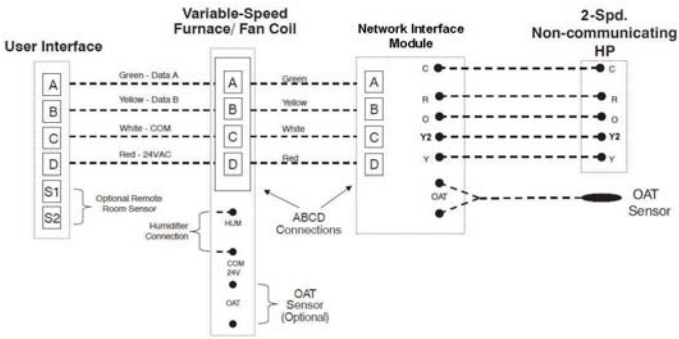 Variable-Speed
Furnace/ Fan Coil
User Interface
Network Interface
Module
2-Spd.
Non-communicating
HP
A
Green - Data A
A
Green
A
B
Yellow - Data B
B
Yellow
B
C
White - COM
C
White
C
D
Red - 24VAC
D
Red
D
C
C
R
R
O
O
Y2
Y2
Y
Y
S1
S2
Optional Remote
Room Sensor
Humidifier
Connection
HUM
COM
24V
ABCD
Connections
OAT
OAT
Sensor
OAT
OAT
Sensor
(Optional)